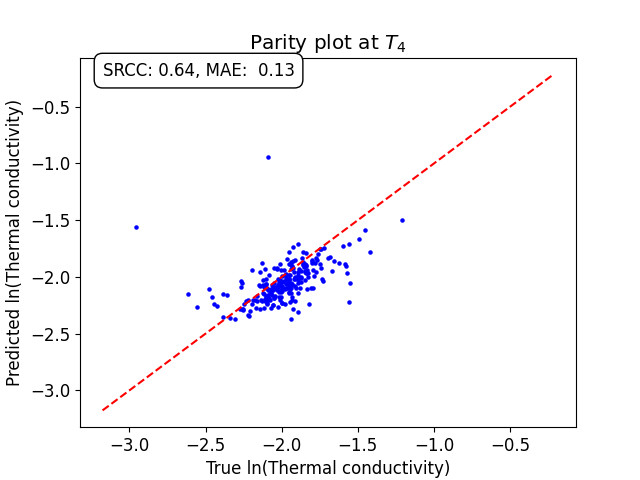 Parity plot at T₄
SRCC: 0.64, MAE: 0.13
Predicted ln(Thermal conductivity)
−0.5
−1.0
−1.5
−2.0
−2.5
−3.0
−3.0 −2.5 −2.0 −1.5 −1.0 −0.5
True ln(Thermal conductivity)